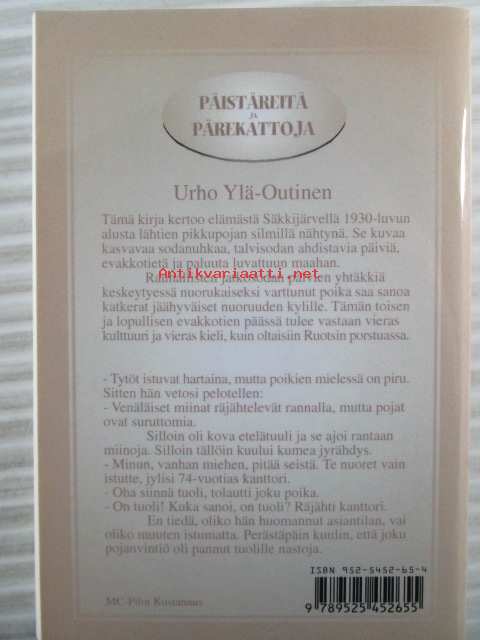 PÄISTÄREITÄ
JA
PÄREKATTOJA
Urho Ylä-Outinen
Tämä kirja kertoo elämästä Säkkijärvellä 1930-luvun
alusta lähtien pikkupojan silmillä nähtynä. Se kuvaa
kasvavaa sodanuhkaa, talvisodan ahdistavia päiviä,
evakkotietä ja paluuta luvattuun maahan.
Antikvariaatti.net
Rauhallisten jatkosodan päivien yhtäkkiä
keskeytyessä nuorukaiseksi varttunut poika saa sanoa
katkerat jäähyväiset nuoruuden kylille. Tämän toisen
ja lopullisen evakkotien päässä tulee vastaan vieras
kulttuuri ja vieras kieli, kuin oltaisiin Ruotsin porstuassa.
- Tytöt istuvat hartaina, mutta poikien mielessä on piru.
Sitten hän vetosi pelotellen:
- Venäläiset miinat räjähtelevät rannalla, mutta pojat
ovat suruttomia.
Silloin oli kova etelätuuli ja se ajoi rantaan
miinoja. Silloin tällöin kuului kumea jyrähdys.
- Minun, vanhan miehen, pitää seistä. Te nuoret vain
istutte, jylisi 74-vuotias kanttori.
- Oha siinnä tuoli, tolautti joku poika.
- On tuoli! Kuka sanoi, on tuoli? Räjähti kanttori.
En tiedä, oliko hän huomannut asiantilan, vai
oliko muuten istumatta. Perästäpäin kuulin, että joku
pojanvintiö oli pannut tuolille nastoja.
ISBN 952-5452-65-4
MC-Pilot Kustannus
9 789525 452655